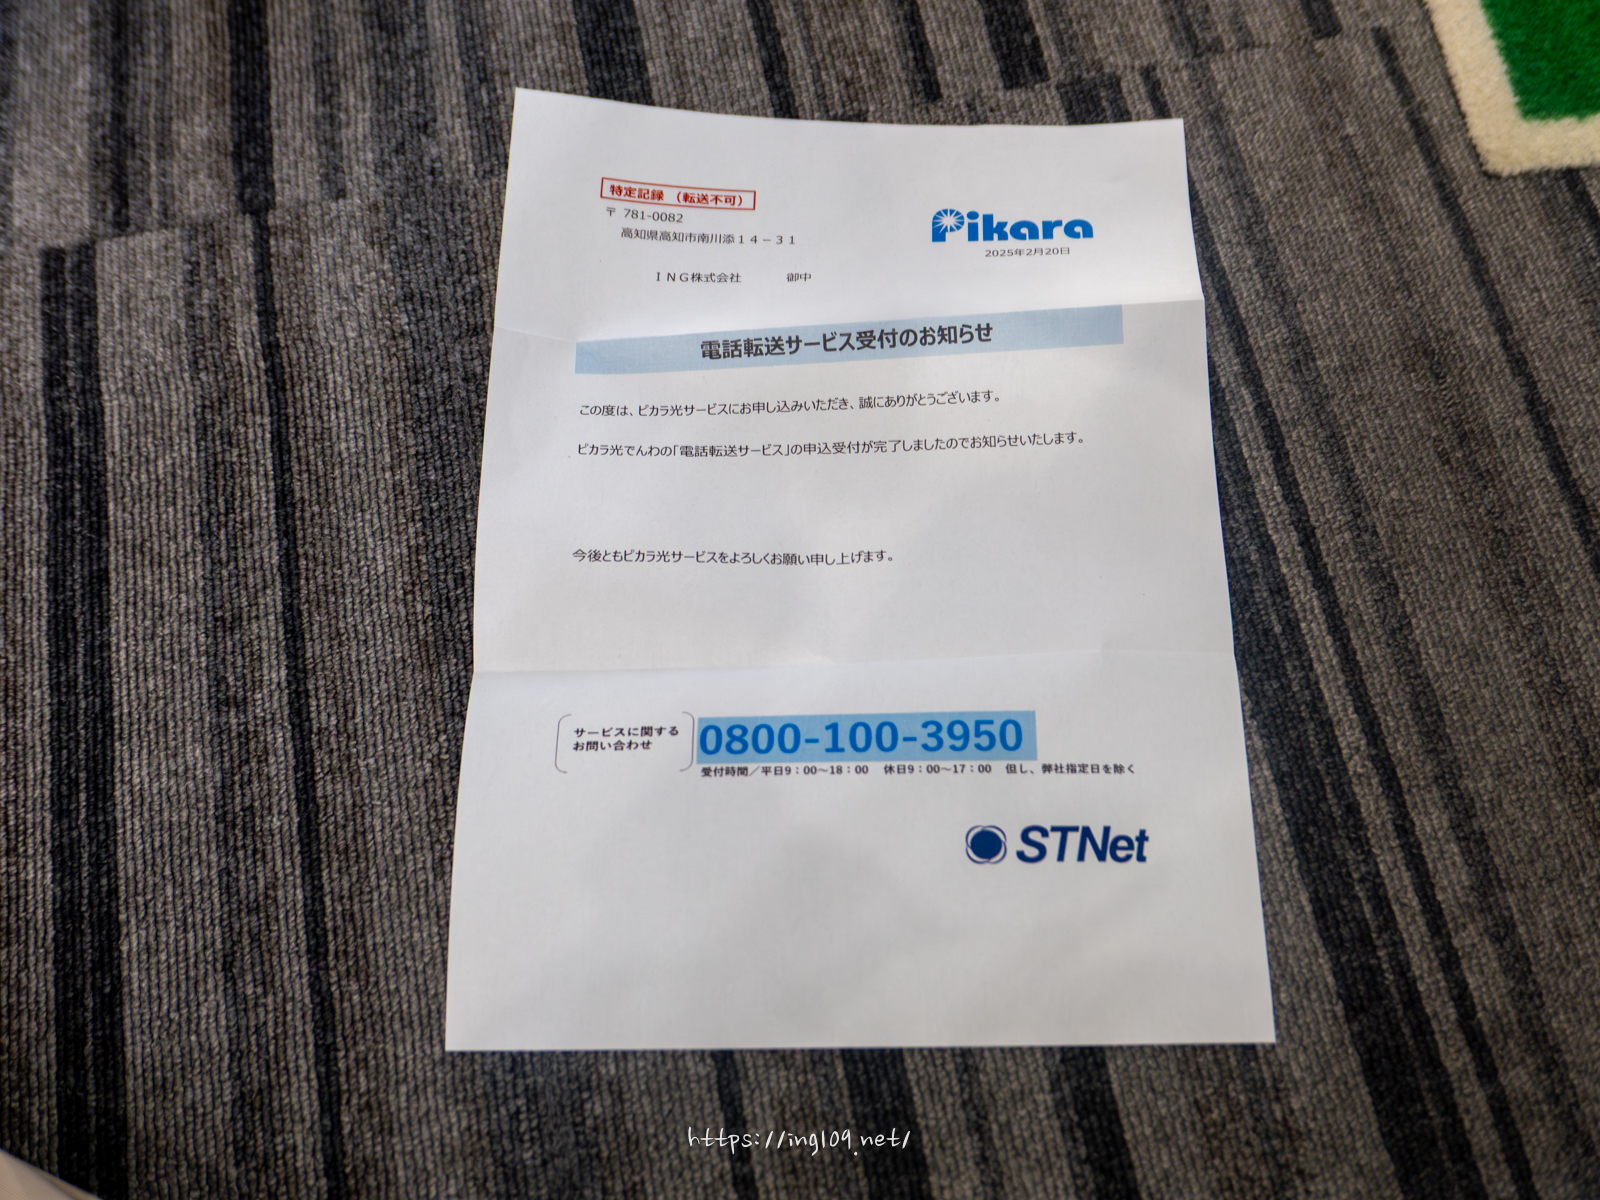 特定記録 (転送不可)
〒 781-0082
高知県高知市南川添14-31
ING株式会社 御中
Pikara
2025年2月20日
電話転送サービス受付のお知らせ
この度は、ピカラ光サービスにお申し込みいただき、誠にありがとうございます。
ピカラ光でんわの「電話転送サービス」の申込受付が完了しましたのでお知らせいたします。
今後ともピカラ光サービスをよろしくお願い申し上げます。
サービスに関する
お問い合わせ
0800-100-3950
受付時間/平日9:00~18:00 休日9:00~17:00 但し、弊社指定日を除く
STNet
https://ing109.net/